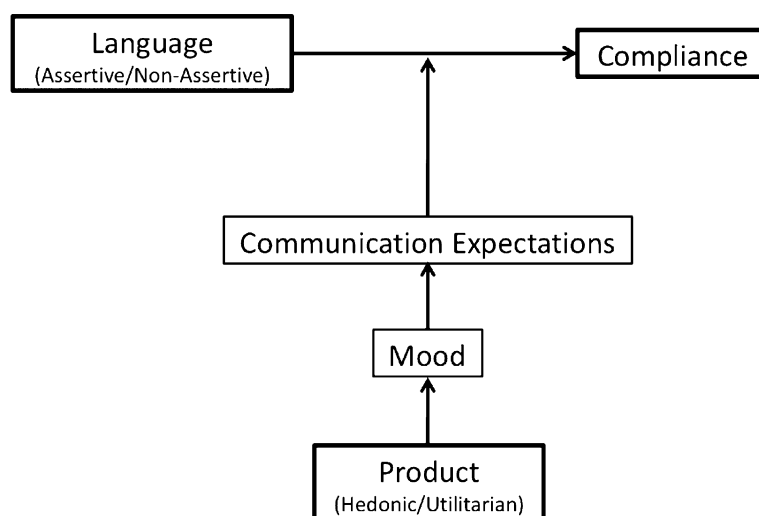 Language
(Assertive/Non-Assertive)
Compliance
Communication Expectations
Mood
Product
(Hedonic/Utilitarian)